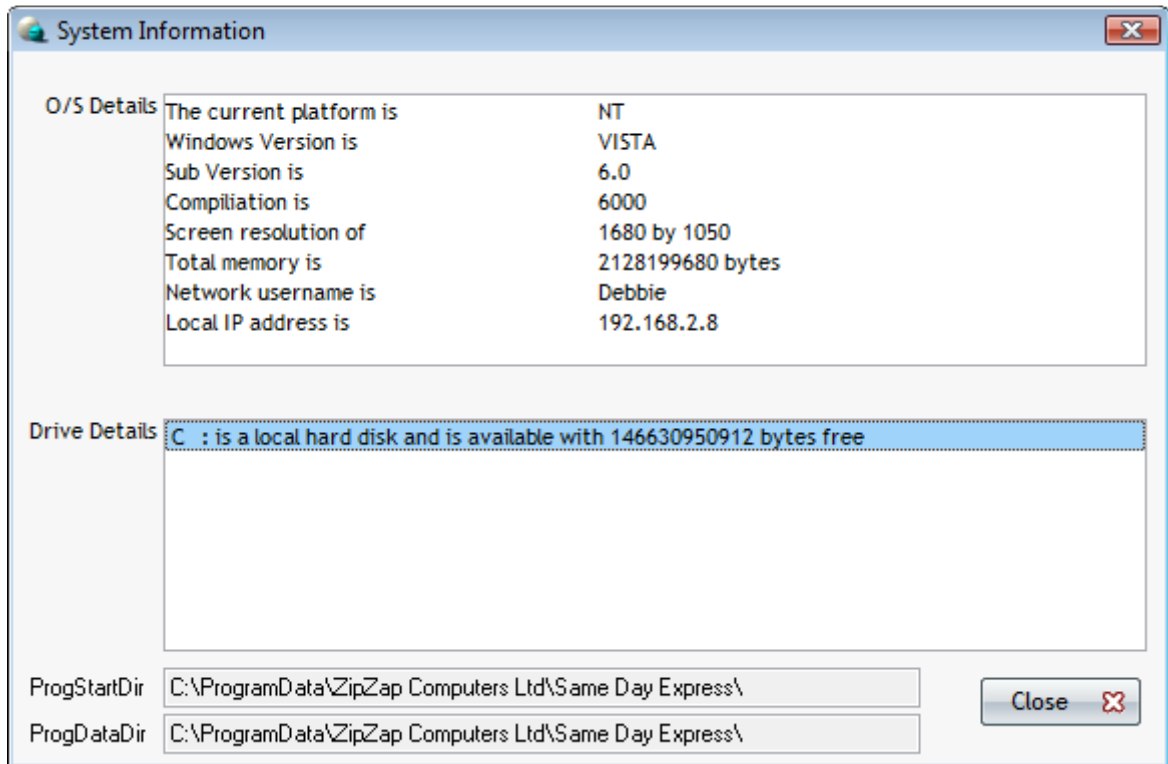 System Information
O/S Details
The current platform is NT
Windows Version is VISTA
Sub Version is 6.0
Compiliation is 6000
Screen resolution of 1680 by 1050
Total memory is 2128199680 bytes
Network username is Debbie
Local IP address is 192.168.2.8
Drive Details
C : is a local hard disk and is available with 146630950912 bytes free
ProgStartDir C:\ProgramData\ZipZap Computers Ltd\Same Day Express\
ProgDataDir C:\ProgramData\ZipZap Computers Ltd\Same Day Express\
Close